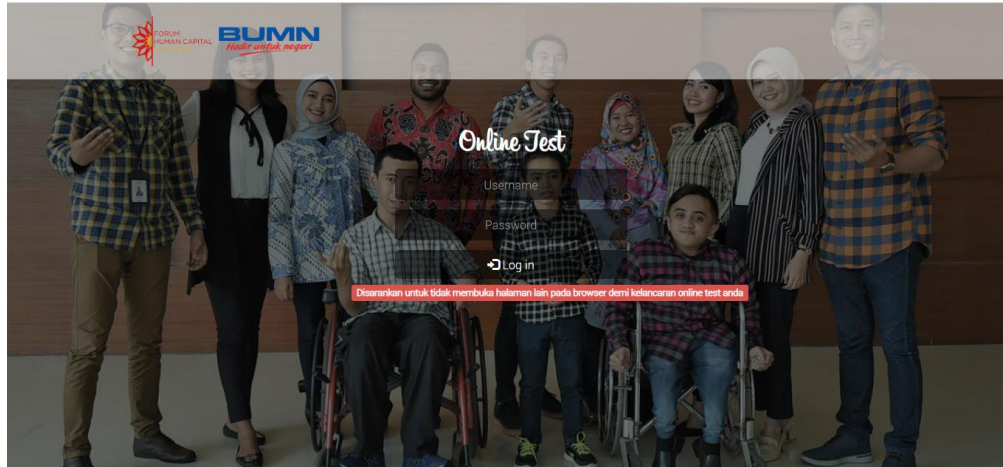 FORUM
HUMAN CAPITAL
BUMN
Hadir untuk negeri
Online Test
Username
Password
Log in
Disarankan untuk tidak membuka halaman lain pada browser demi kelancaran online test anda